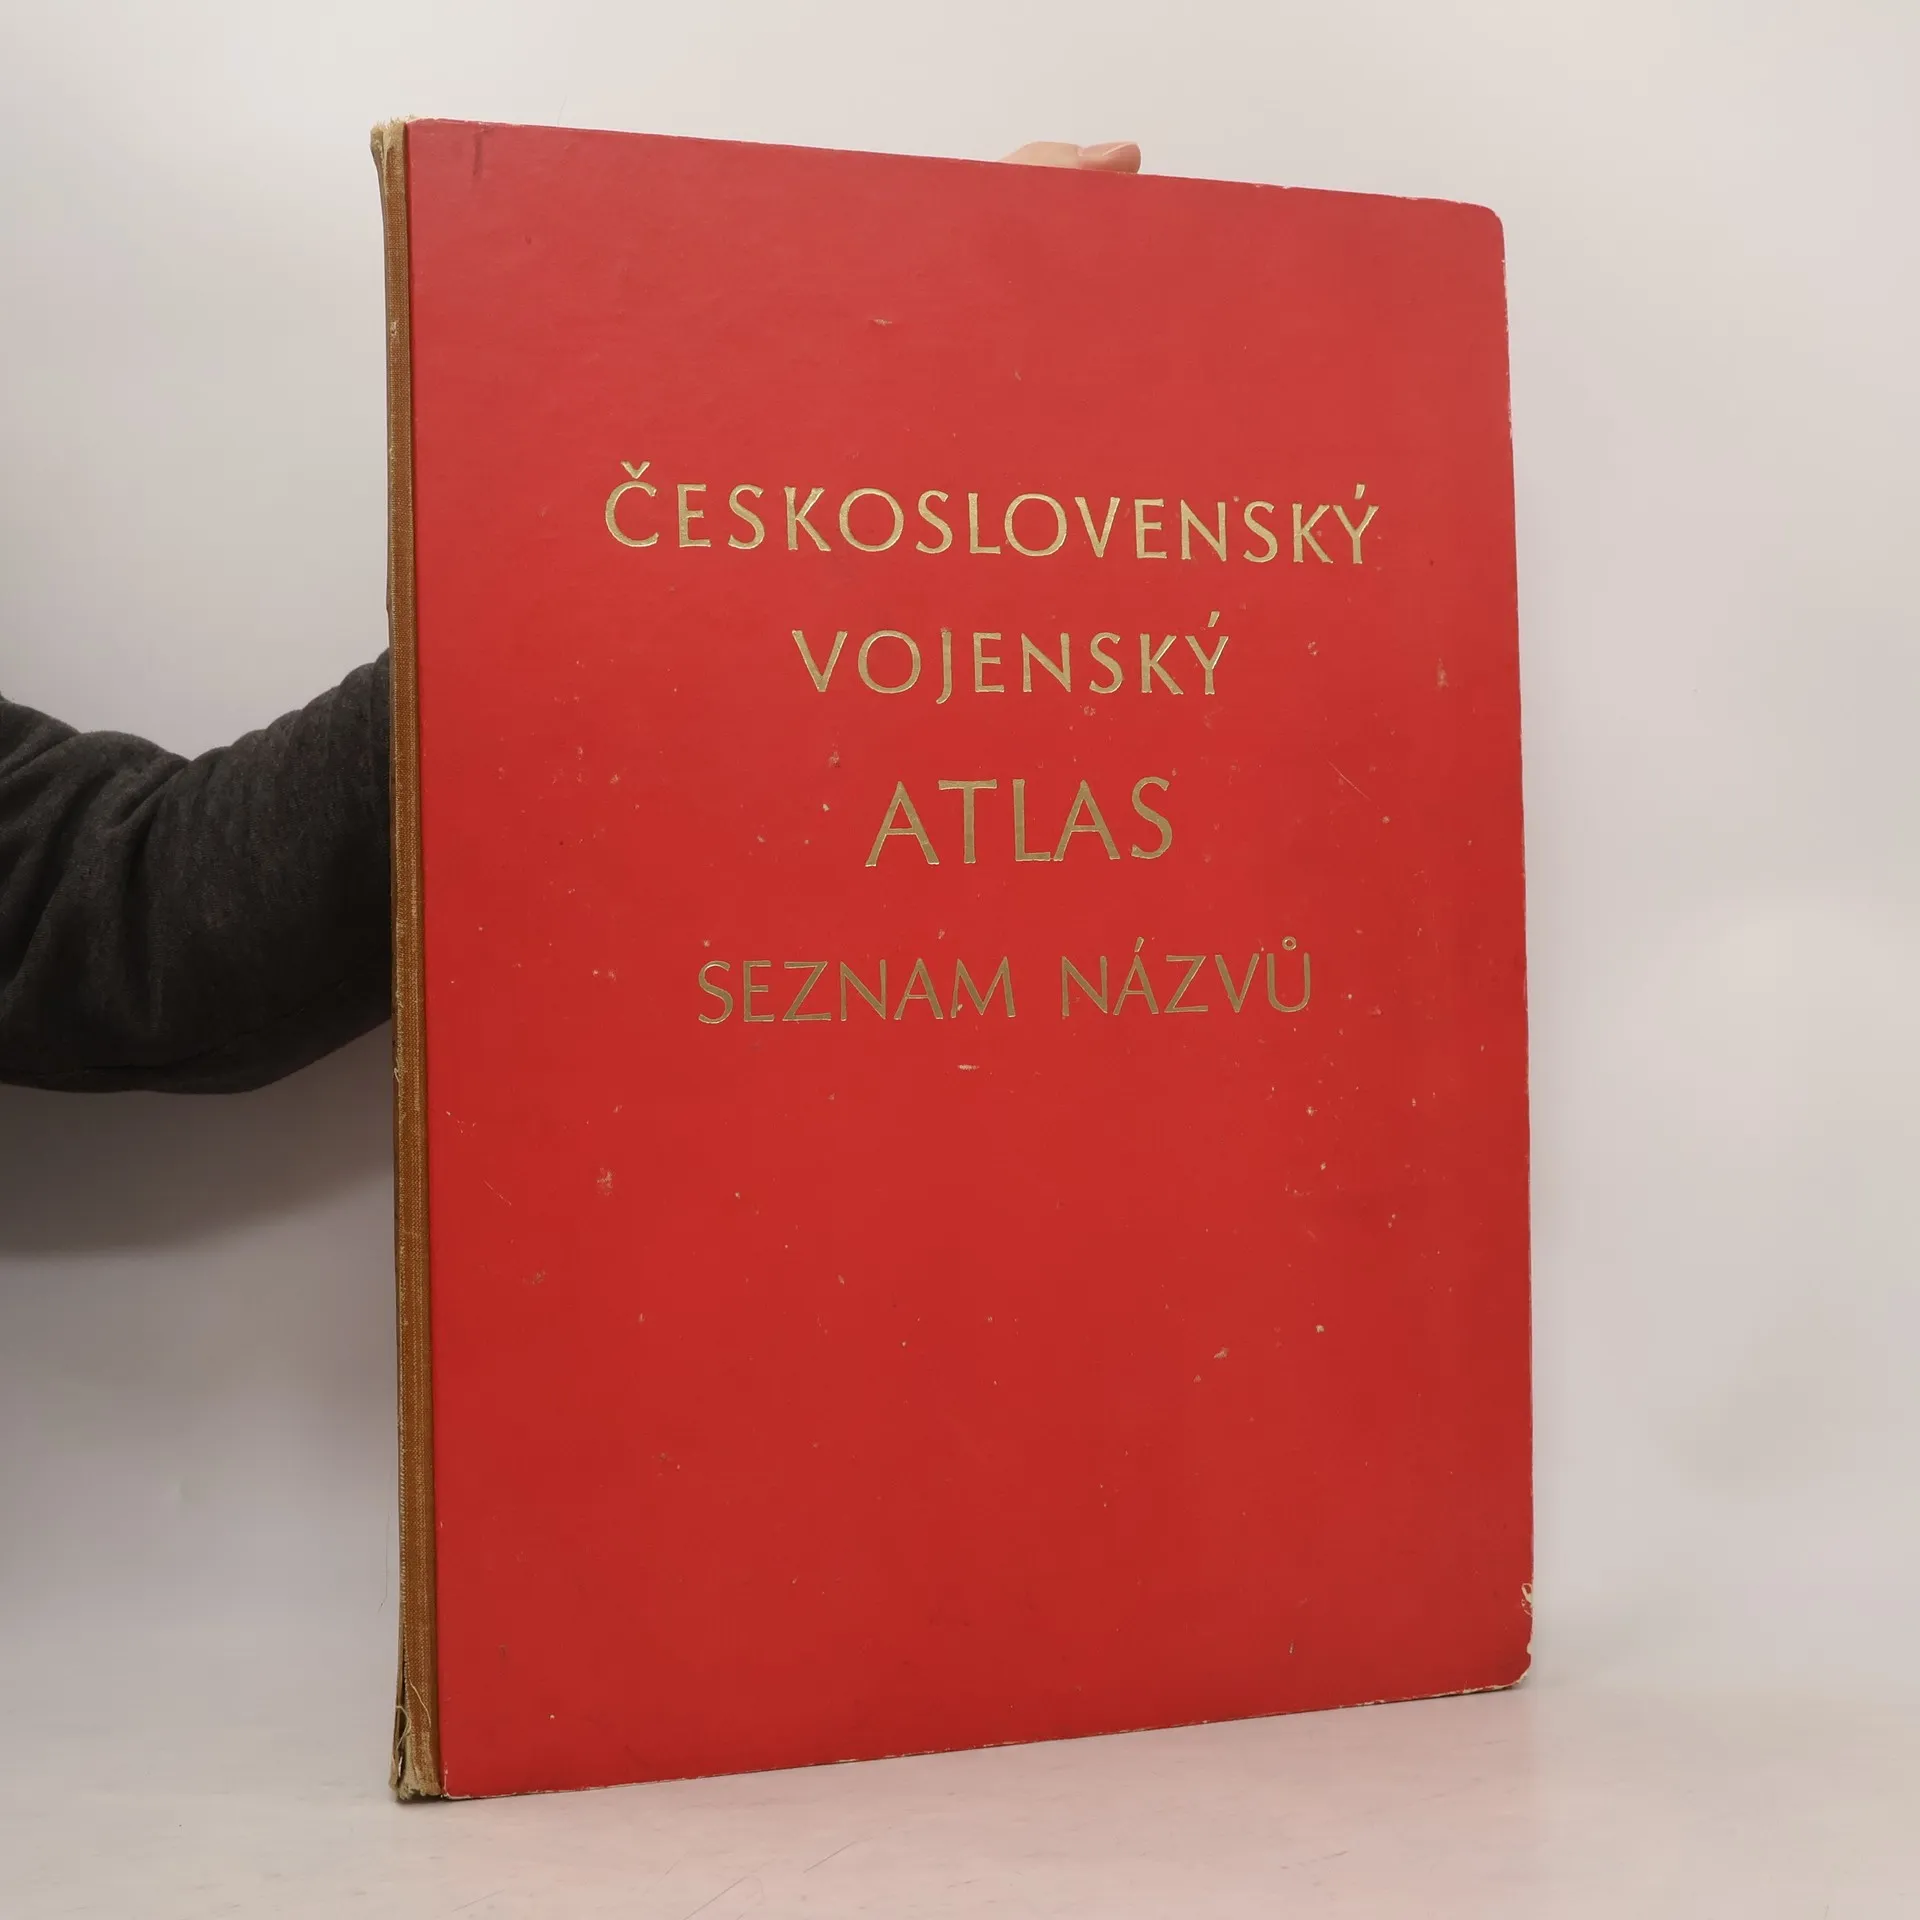 ČESKOSLOVENSKÝ
VOJENSKÝ
ATLAS
SEZNAM NÁZVŮ